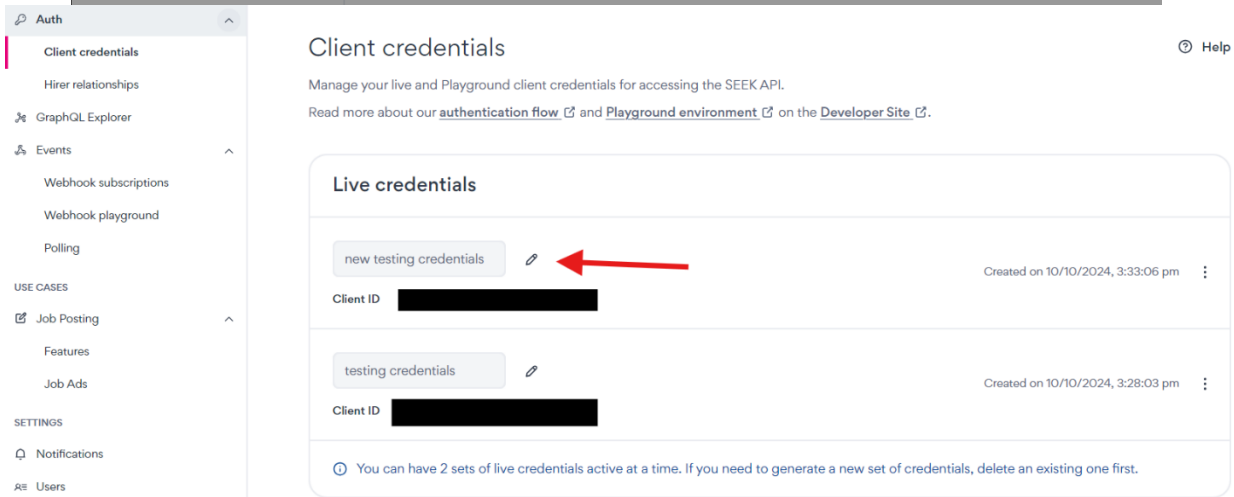 Auth
Client credentials
Hirer relationships
GraphQL Explorer
Events
Webhook subscriptions
Webhook playground
Polling
USE CASES
Job Posting
Features
Job Ads
SETTINGS
Notifications
Users
Client credentials
Help
Manage your live and Playground client credentials for accessing the SEEK API.
Read more about our authentication flow and Playground environment on the Developer Site.
Live credentials
new testing credentials
Created on 10/10/2024, 3:33:06 pm
Client ID
testing credentials
Created on 10/10/2024, 3:28:03 pm
Client ID
You can have 2 sets of live credentials active at a time. If you need to generate a new set of credentials, delete an existing one first.